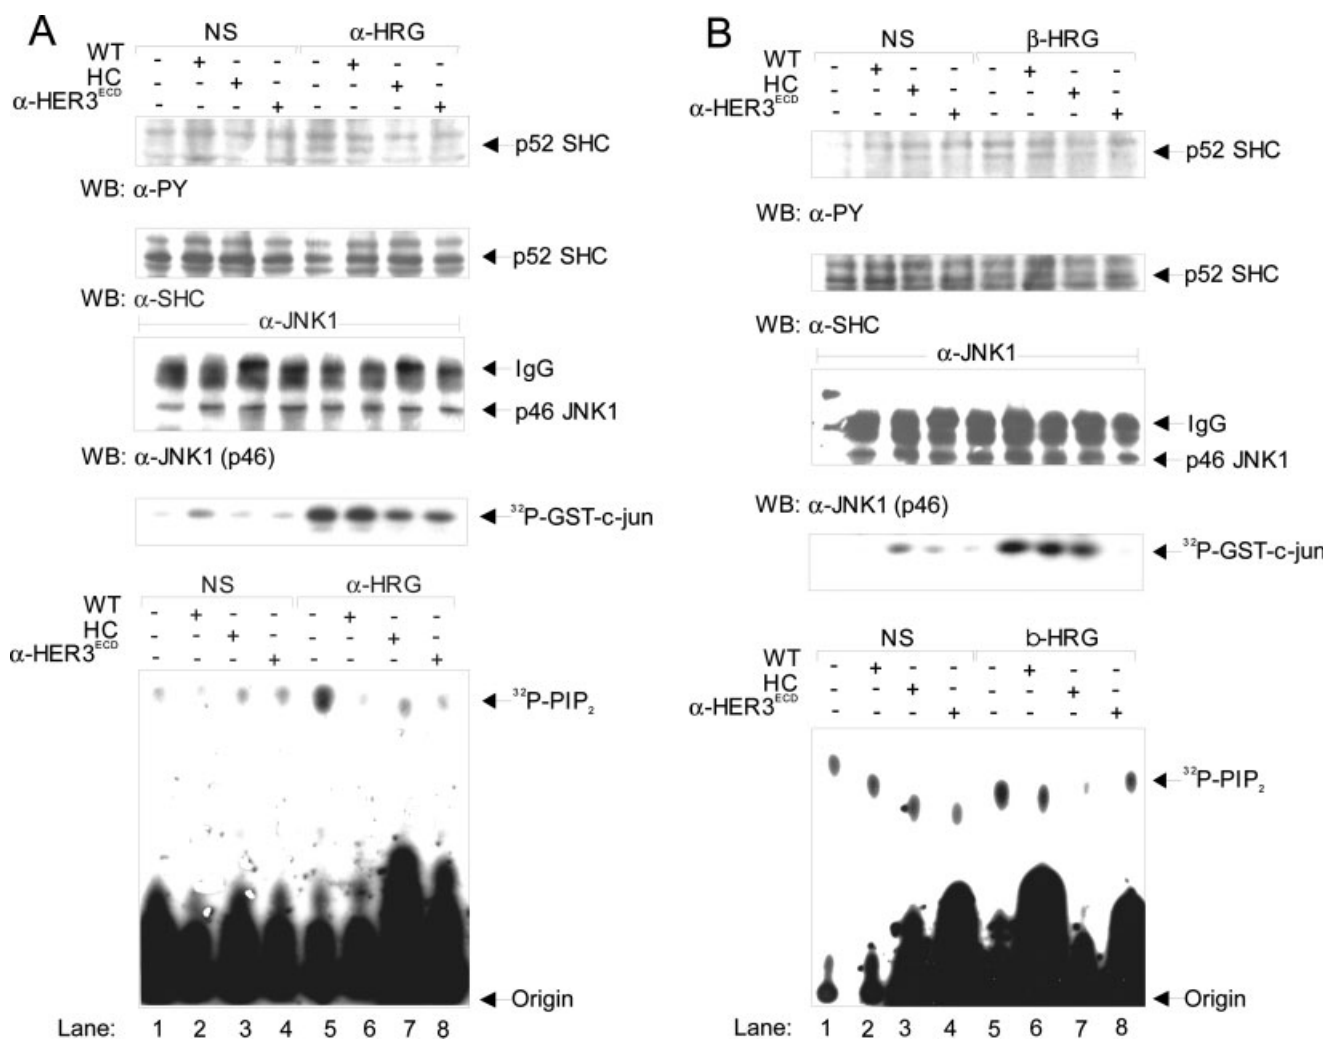 A
NS α-HRG
WT - + - - - + - -
HC - - + - - - + -
α-HER3ᴱᶜᴰ - - - + - - - +
p52 SHC
WB: α-PY
p52 SHC
WB: α-SHC
α-JNK1
IgG
p46 JNK1
WB: α-JNK1 (p46)
³²P-GST-c-jun
NS α-HRG
WT - + - - - + - -
HC - - + - - - + -
α-HER3ᴱᶜᴰ - - - + - - - +
³²P-PIP₂
Origin
Lane: 1 2 3 4 5 6 7 8
B
NS β-HRG
WT - + - - - + - -
HC - - + - - - + -
α-HER3ᴱᶜᴰ - - - + - - - +
p52 SHC
WB: α-PY
p52 SHC
WB: α-SHC
α-JNK1
IgG
p46 JNK1
WB: α-JNK1 (p46)
³²P-GST-c-jun
NS b-HRG
WT - + - - - + - -
HC - - + - - - + -
α-HER3ᴱᶜᴰ - - - + - - - +
³²P-PIP₂
Origin
Lane: 1 2 3 4 5 6 7 8